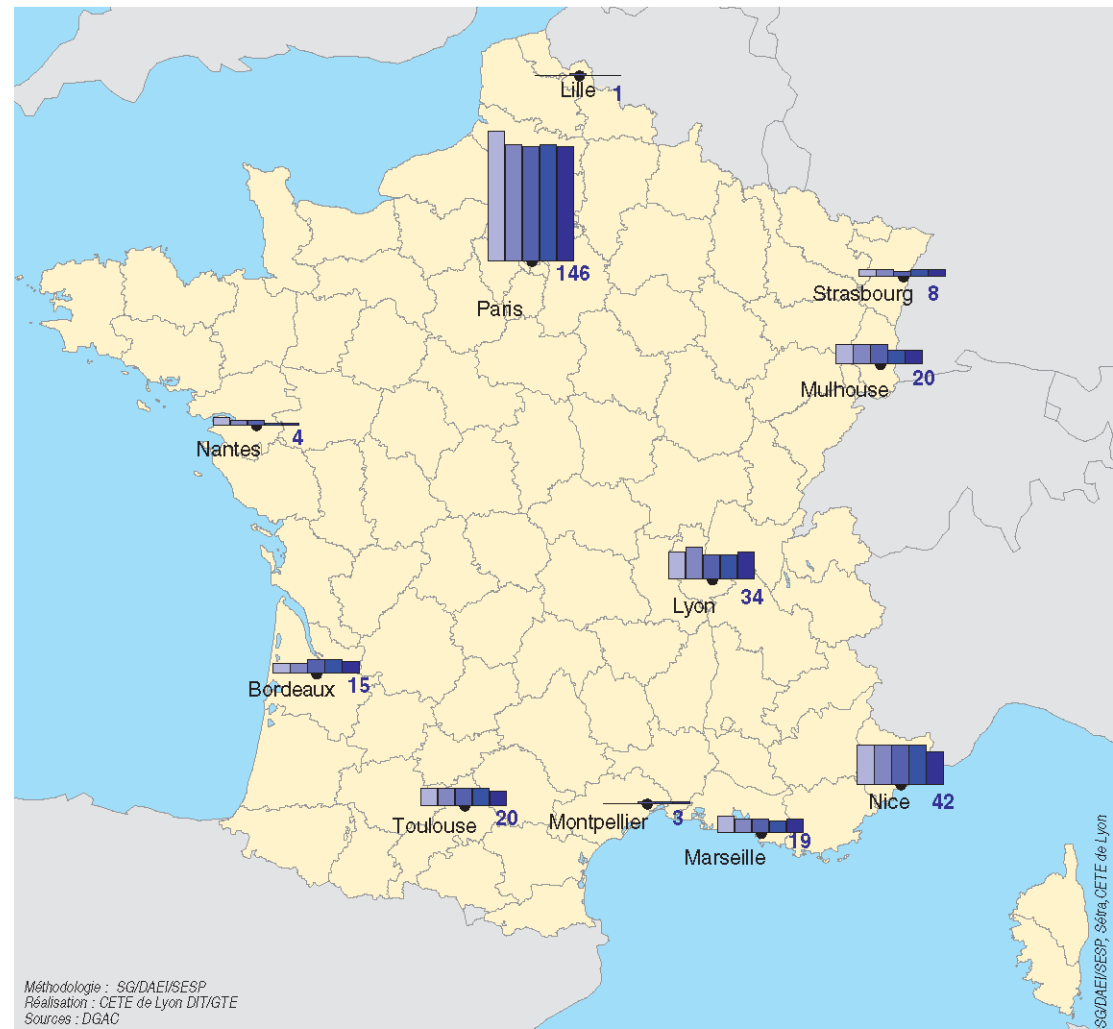 Lille
1
146
Paris
Strasbourg
8
Mulhouse
20
Nantes
4
Lyon
34
Bordeaux
15
Nice
42
Toulouse
20
Montpellier
3
Marseille
19
Méthodologie : SG/DAEI/SESP
Réalisation : CETE de Lyon DIT/GTE
Sources : DGAC
SG/DAEI/SESP, Sétra, CETE de Lyon